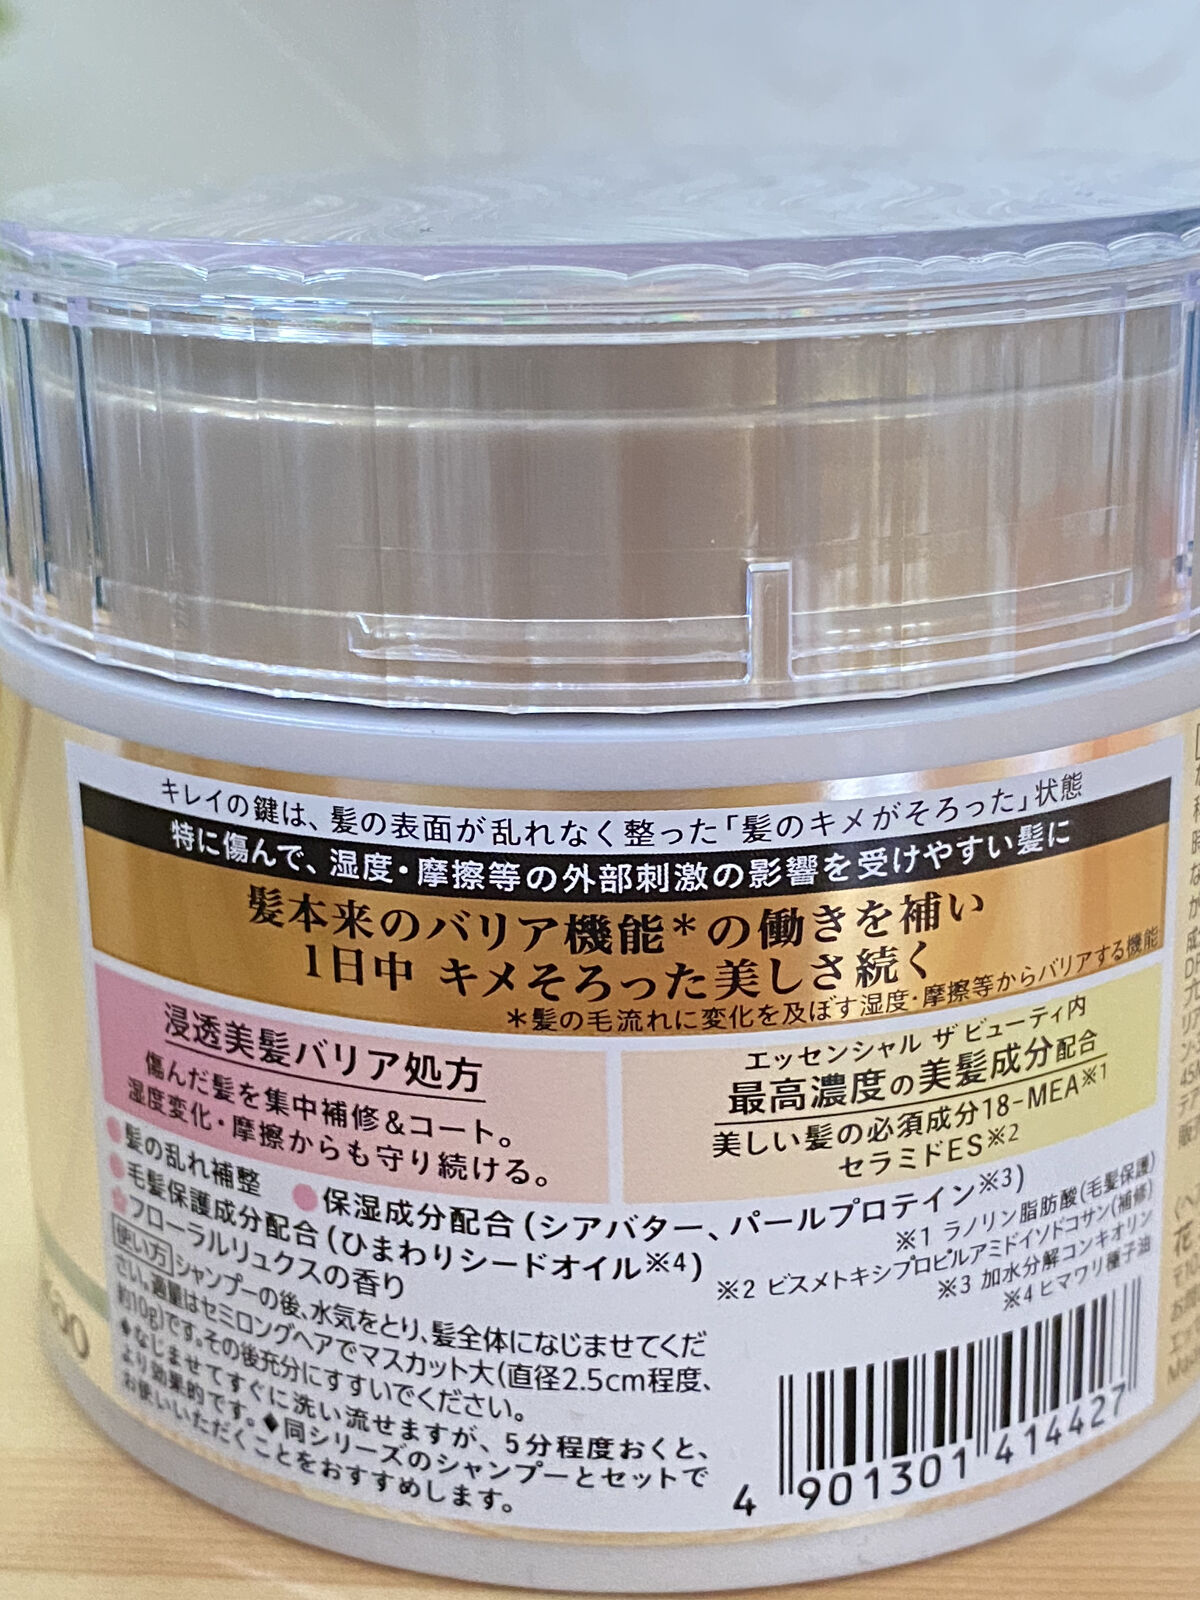 キレイの鍵は、髪の表面が乱れなく整った「髪のキメがそろった」状態
特に傷んで、湿度・摩擦等の外部刺激の影響を受けやすい髪に
髪本来のバリア機能＊の働きを補い
1日中 キメそろった美しさ続く
＊髪の毛流れに変化を及ぼす湿度・摩擦等からバリアする機能
浸透美髪バリア処方
傷んだ髪を集中補修&コート。
湿度変化・摩擦からも守り続ける。
エッセンシャル ザ ビューティ内
最高濃度の美髪成分配合
美しい髪の必須成分18-MEA※1
セラミドES※2
●髪の乱れ補整 ●保湿成分配合(シアバター、パールプロテイン※3)
●毛髪保護成分配合(ひまわりシードオイル※4)
フローラルリュクスの香り
※1 ラノリン脂肪酸(毛髪保護)
※2 ビスメトキシプロピルアミドイソドコサン(補修)
※3 加水分解コンキオリン
※4 ヒマワリ種子油
使い方 シャンプーの後、水気をとり、髪全体になじませてくだ
さい。適量はセミロングヘアでマスカット大(直径2.5cm程度、
約10g)です。その後充分にすすいでください。
◆なじませてすぐに洗い流せますが、5分程度おくと、
より効果的です。◆同シリーズのシャンプーとセットで
お使いいただくことをおすすめします。
4 901301 414427